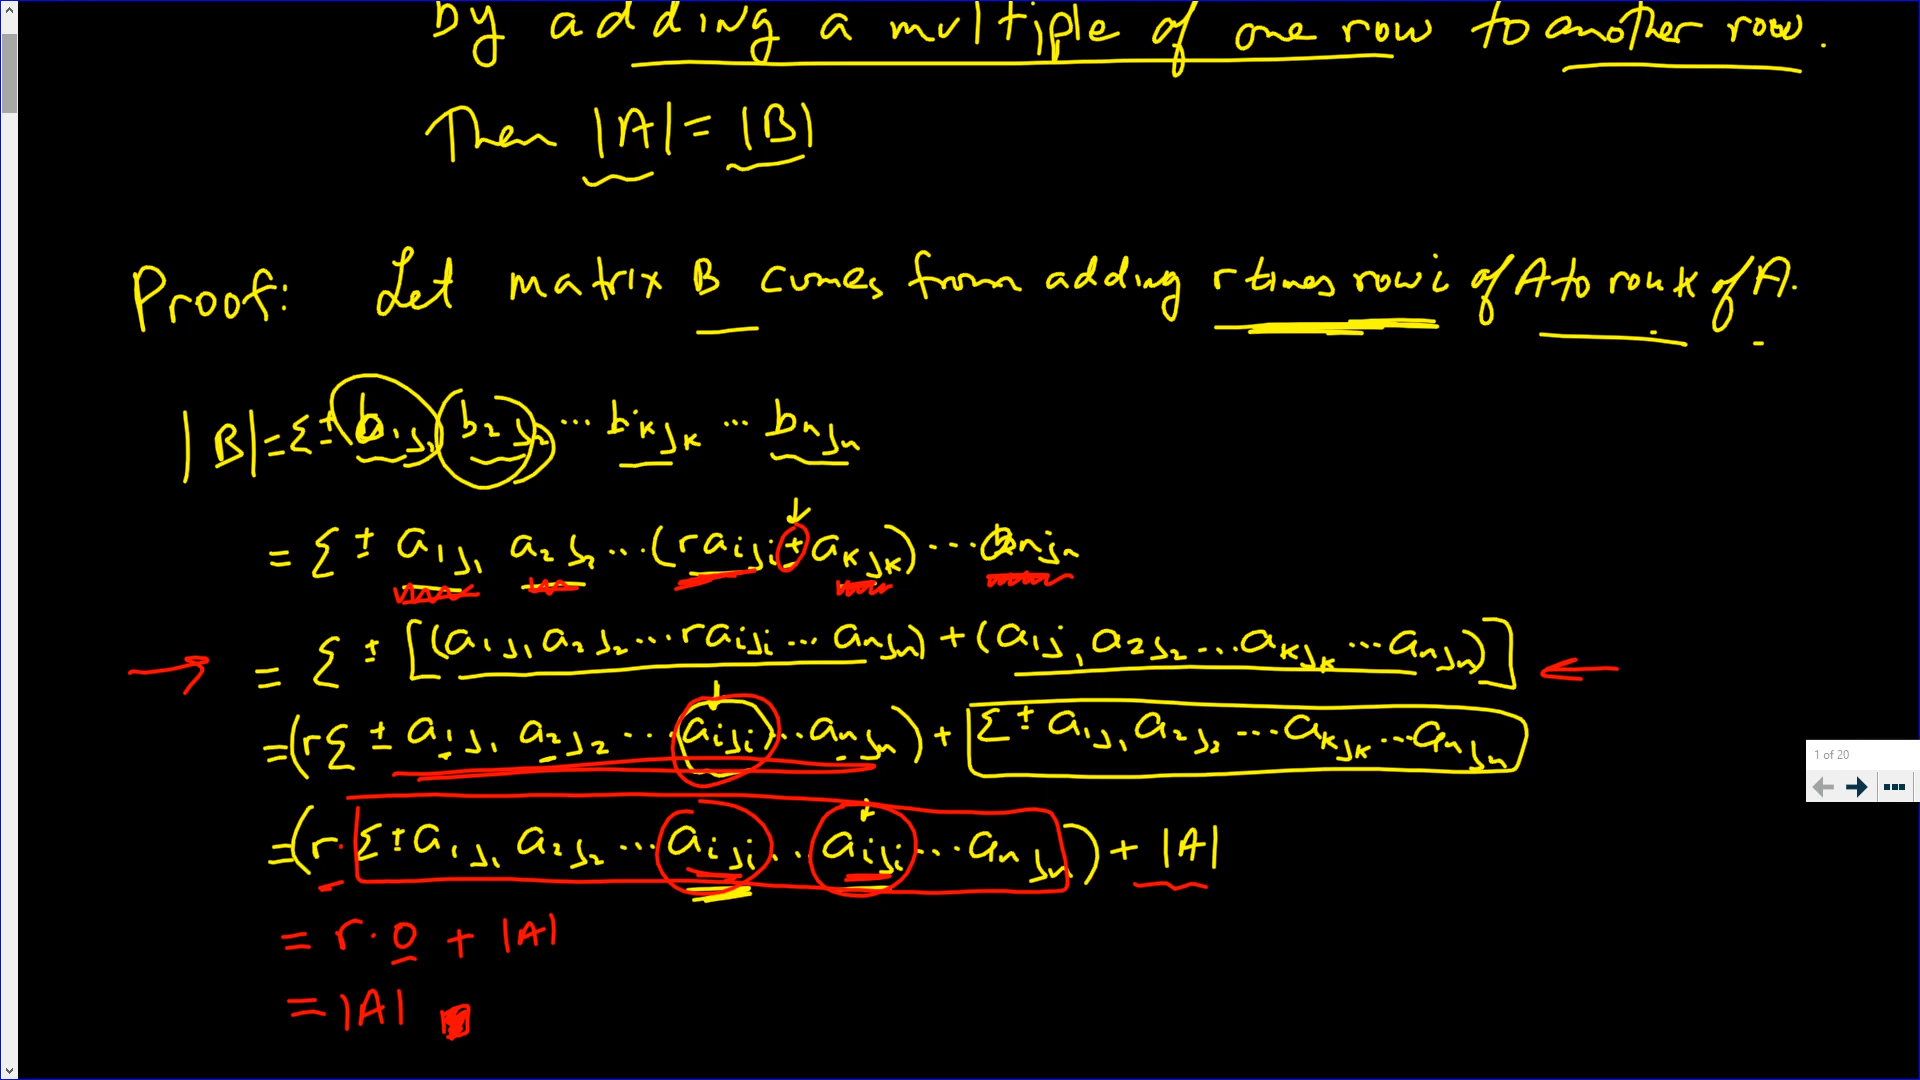 By adding a multiple of one row to another row.
Then |A| = |B|
Proof: Let matrix B comes from adding r times row i of A to row k of A.
|B| = Σ ± b₁ⱼ₁ b₂ⱼ₂ ... bₖⱼₖ ... bₙⱼₙ
= Σ ± a₁ⱼ₁ a₂ⱼ₂ ... (r aᵢⱼᵢ + aₖⱼₖ) ... aₙⱼₙ
= Σ ± [(a₁ⱼ₁ a₂ⱼ₂ ... r aᵢⱼᵢ ... aₙⱼₙ) + (a₁ⱼ₁ a₂ⱼ₂ ... aₖⱼₖ ... aₙⱼₙ)]
= (r Σ ± a₁ⱼ₁ a₂ⱼ₂ ... aᵢⱼᵢ ... aₙⱼₙ) + Σ ± a₁ⱼ₁ a₂ⱼ₂ ... aₖⱼₖ ... aₙⱼₙ
1 of 20
= (r · Σ ± a₁ⱼ₁ a₂ⱼ₂ ... aᵢⱼᵢ ... aᵢⱼᵢ ... aₙⱼₙ) + |A|
= r · 0 + |A|
= |A|